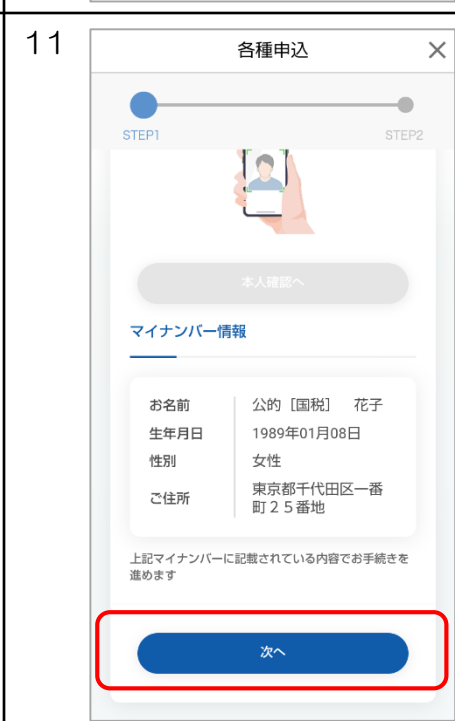 11
各種申込
STEP1
STEP2
本人確認へ
マイナンバー情報
お名前 公的［国税］　花子
生年月日 1989年01月08日
性別 女性
ご住所 東京都千代田区一番
町２５番地
上記マイナンバーに記載されている内容でお手続きを
進めます
次へ